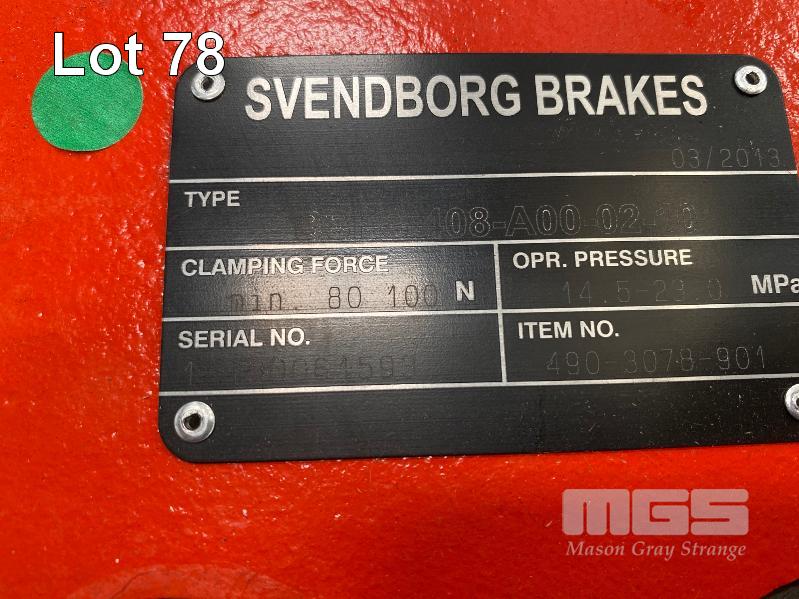 Lot 78
SVENDBORG BRAKES
03/2013
TYPE
CLAMPING FORCE
min. 80 100 N
OPR. PRESSURE
14.5-23.0 MPa
SERIAL NO.
ITEM NO.
490-3078-901
MGS
Mason Gray Strange